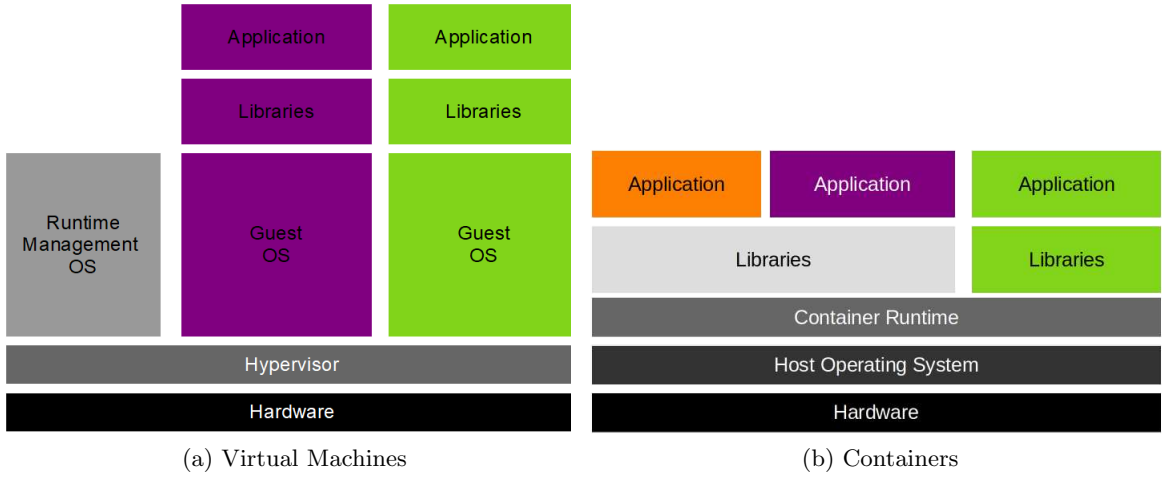 Application
Application
Libraries
Libraries
Runtime
Management
OS
Guest
OS
Guest
OS
Hypervisor
Hardware
(a) Virtual Machines
Application
Application
Application
Libraries
Libraries
Container Runtime
Host Operating System
Hardware
(b) Containers